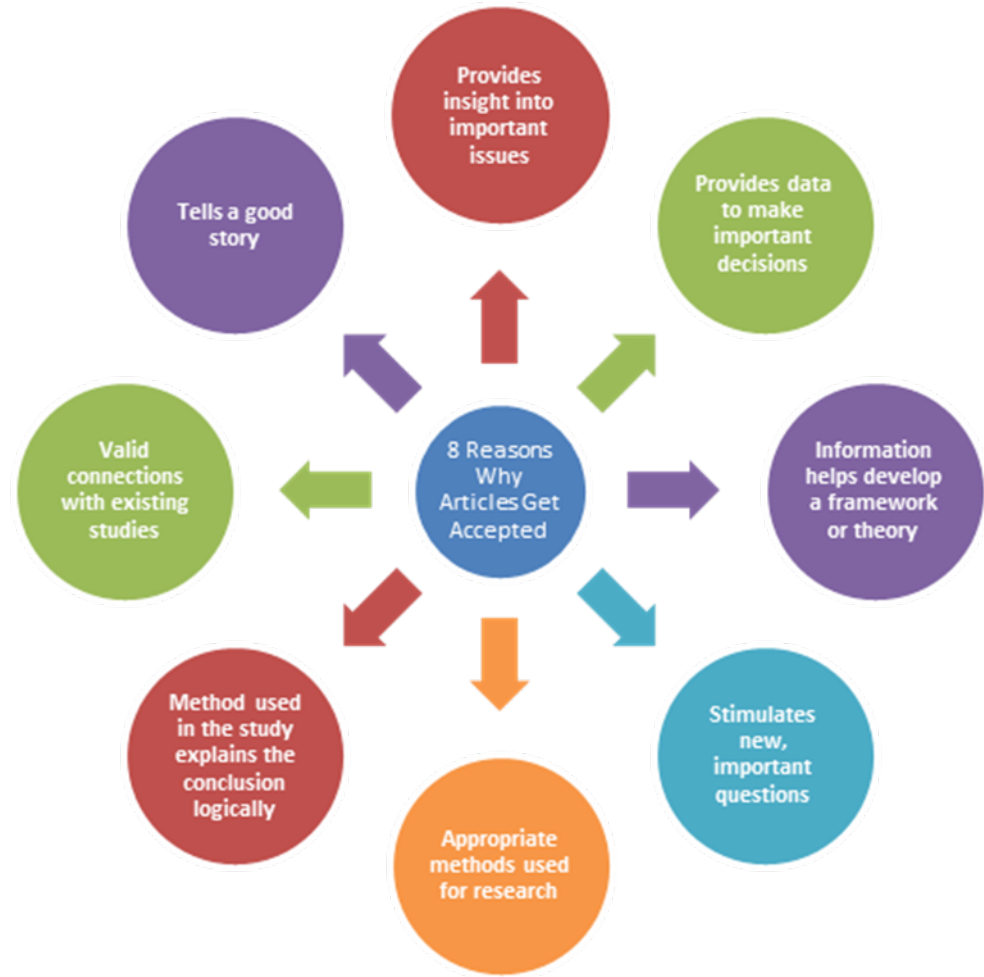 Provides
insight into
important
issues
Provides data
to make
important
decisions
Information
helps develop
a framework
or theory
Stimulates
new,
important
questions
Appropriate
methods used
for research
Method used
in the study
explains the
conclusion
logically
Valid
connections
with existing
studies
Tells a good
story
8 Reasons
Why
Articles Get
Accepted